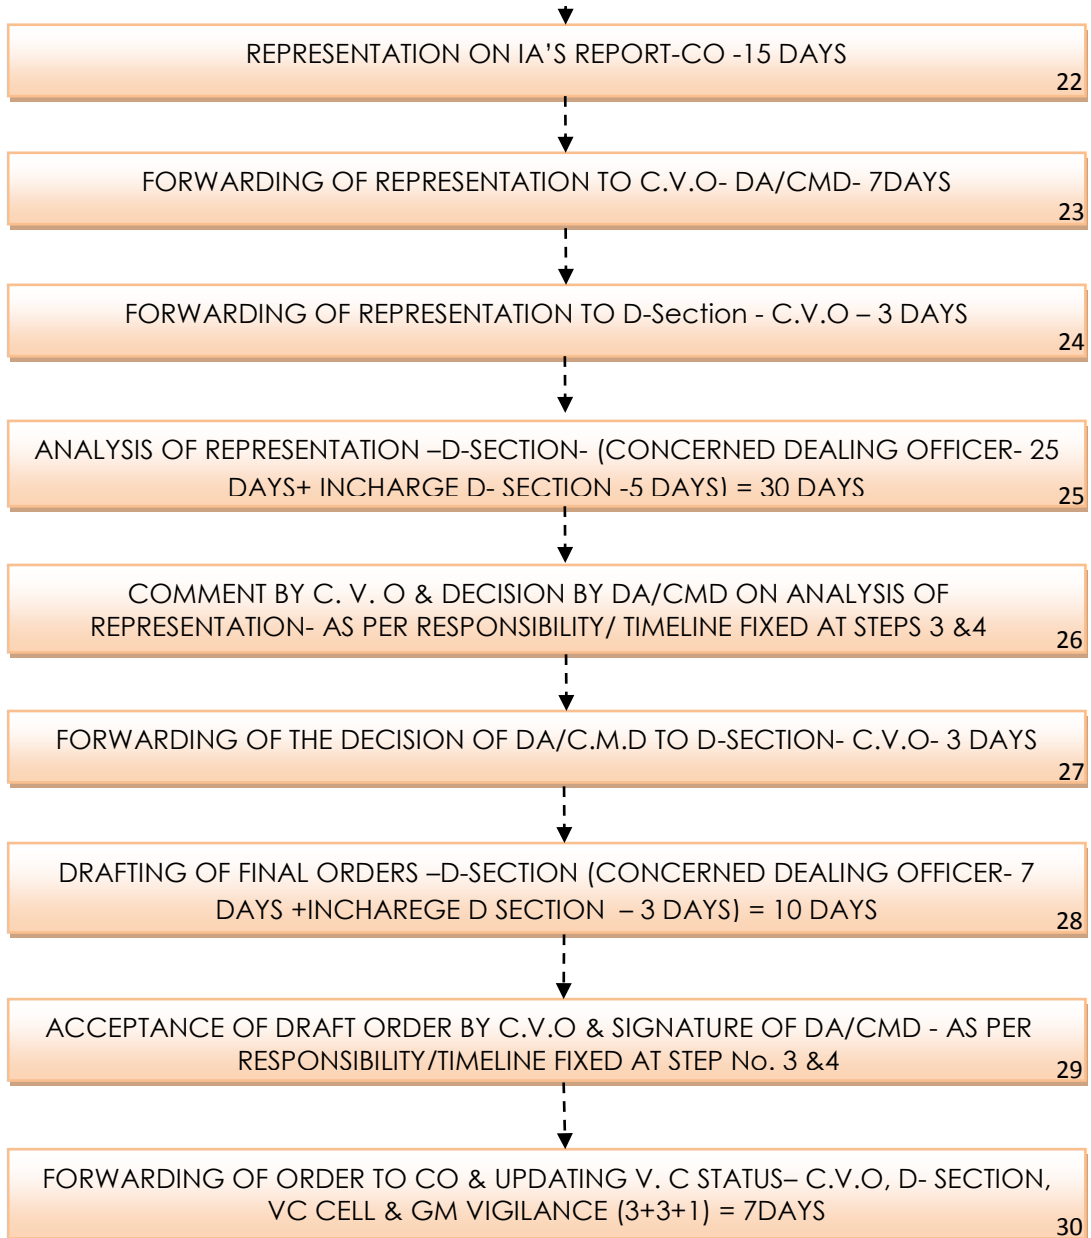 REPRESENTATION ON IA’S REPORT-CO -15 DAYS
22
FORWARDING OF REPRESENTATION TO C.V.O- DA/CMD- 7DAYS
23
FORWARDING OF REPRESENTATION TO D-Section - C.V.O – 3 DAYS
24
ANALYSIS OF REPRESENTATION –D-SECTION- (CONCERNED DEALING OFFICER- 25
DAYS+ INCHARGE D- SECTION -5 DAYS) = 30 DAYS
25
COMMENT BY C. V. O & DECISION BY DA/CMD ON ANALYSIS OF
REPRESENTATION- AS PER RESPONSIBILITY/ TIMELINE FIXED AT STEPS 3 &4
26
FORWARDING OF THE DECISION OF DA/C.M.D TO D-SECTION- C.V.O- 3 DAYS
27
DRAFTING OF FINAL ORDERS –D-SECTION (CONCERNED DEALING OFFICER- 7
DAYS +INCHAREGE D SECTION – 3 DAYS) = 10 DAYS
28
ACCEPTANCE OF DRAFT ORDER BY C.V.O & SIGNATURE OF DA/CMD - AS PER
RESPONSIBILITY/TIMELINE FIXED AT STEP No. 3 &4
29
FORWARDING OF ORDER TO CO & UPDATING V. C STATUS– C.V.O, D- SECTION,
VC CELL & GM VIGILANCE (3+3+1) = 7DAYS
30